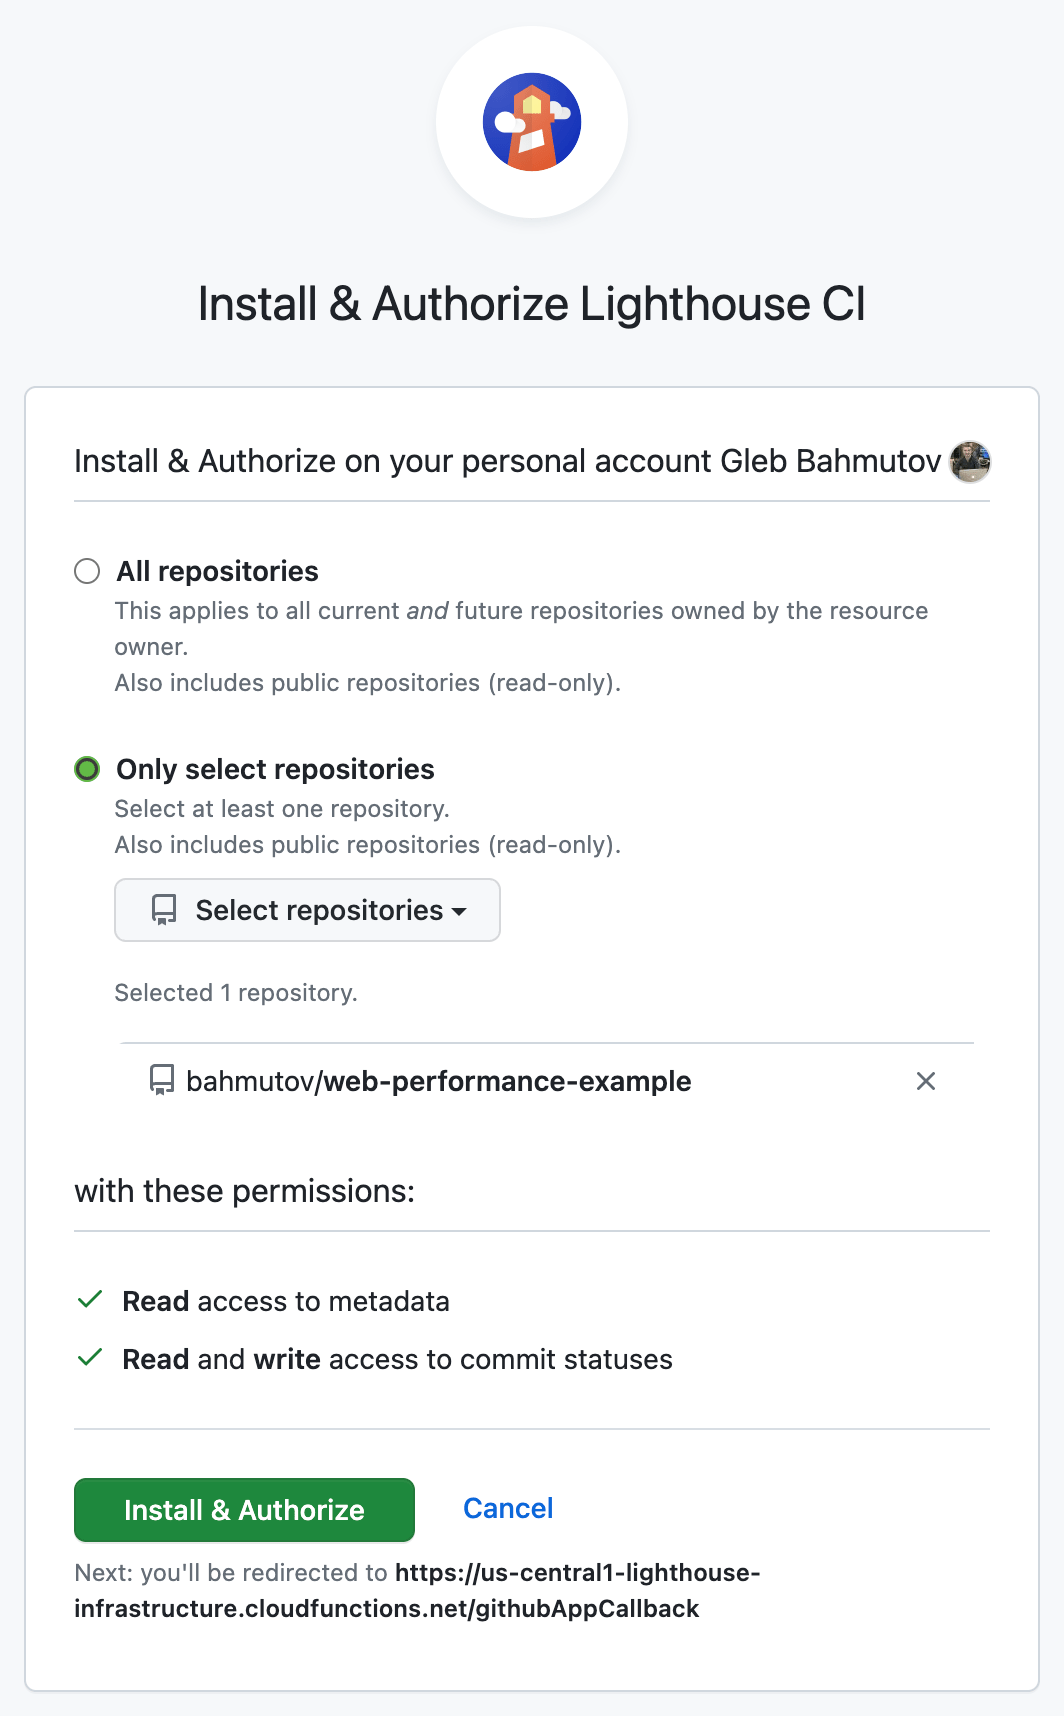 Install & Authorize Lighthouse CI
Install & Authorize on your personal account Gleb Bahmutov
All repositories
This applies to all current and future repositories owned by the resource
owner.
Also includes public repositories (read-only).
Only select repositories
Select at least one repository.
Also includes public repositories (read-only).
Select repositories
Selected 1 repository.
bahmutov/web-performance-example
with these permissions:
Read access to metadata
Read and write access to commit statuses
Install & Authorize
Cancel
Next: you'll be redirected to https://us-central1-lighthouse-
infrastructure.cloudfunctions.net/githubAppCallback